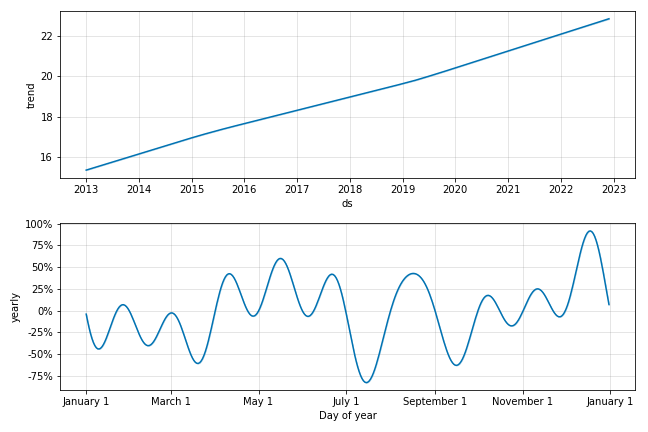 22
20
18
16
trend
2013 2014 2015 2016 2017 2018 2019 2020 2021 2022 2023
ds
100%
75%
50%
25%
0%
-25%
-50%
-75%
yearly
January 1 March 1 May 1 July 1 September 1 November 1 January 1
Day of year